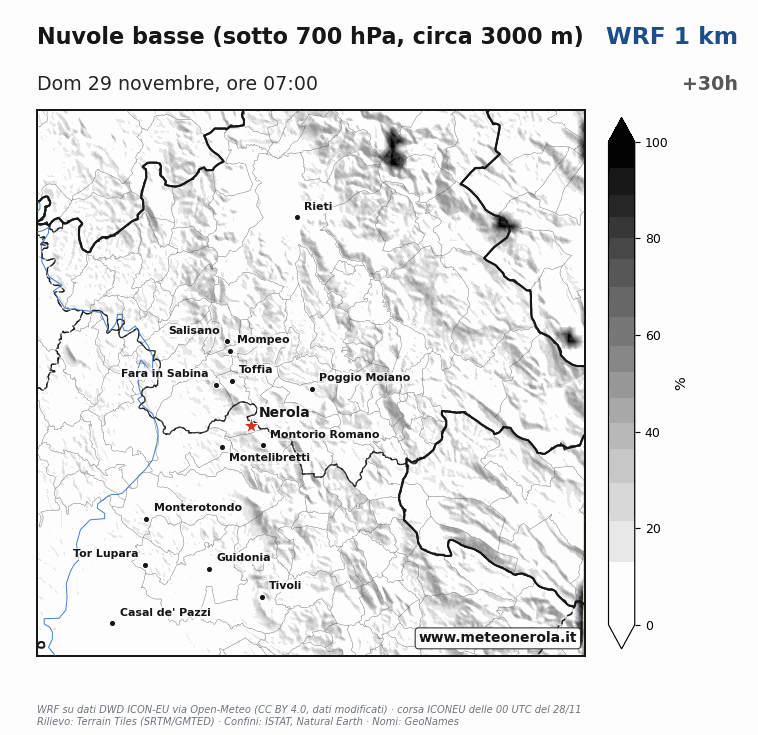 Nuvole basse (sotto 700 hPa, circa 3000 m) WRF 1 km
Dom 29 novembre, ore 07:00 +30h
100
80
60
40
20
0
%
Rieti
Salisano
Mompeo
Toffia
Fara in Sabina
Poggio Moiano
Nerola
Montorio Romano
Montelibretti
Monterotondo
Tor Lupara
Guidonia
Tivoli
Casal de' Pazzi
www.meteonerola.it
WRF su dati DWD ICON-EU via Open-Meteo (CC BY 4.0, dati modificati) · corsa ICONEU delle 00 UTC del 28/11
Rilievo: Terrain Tiles (SRTM/GMTED) · Confini: ISTAT, Natural Earth · Nomi: GeoNames